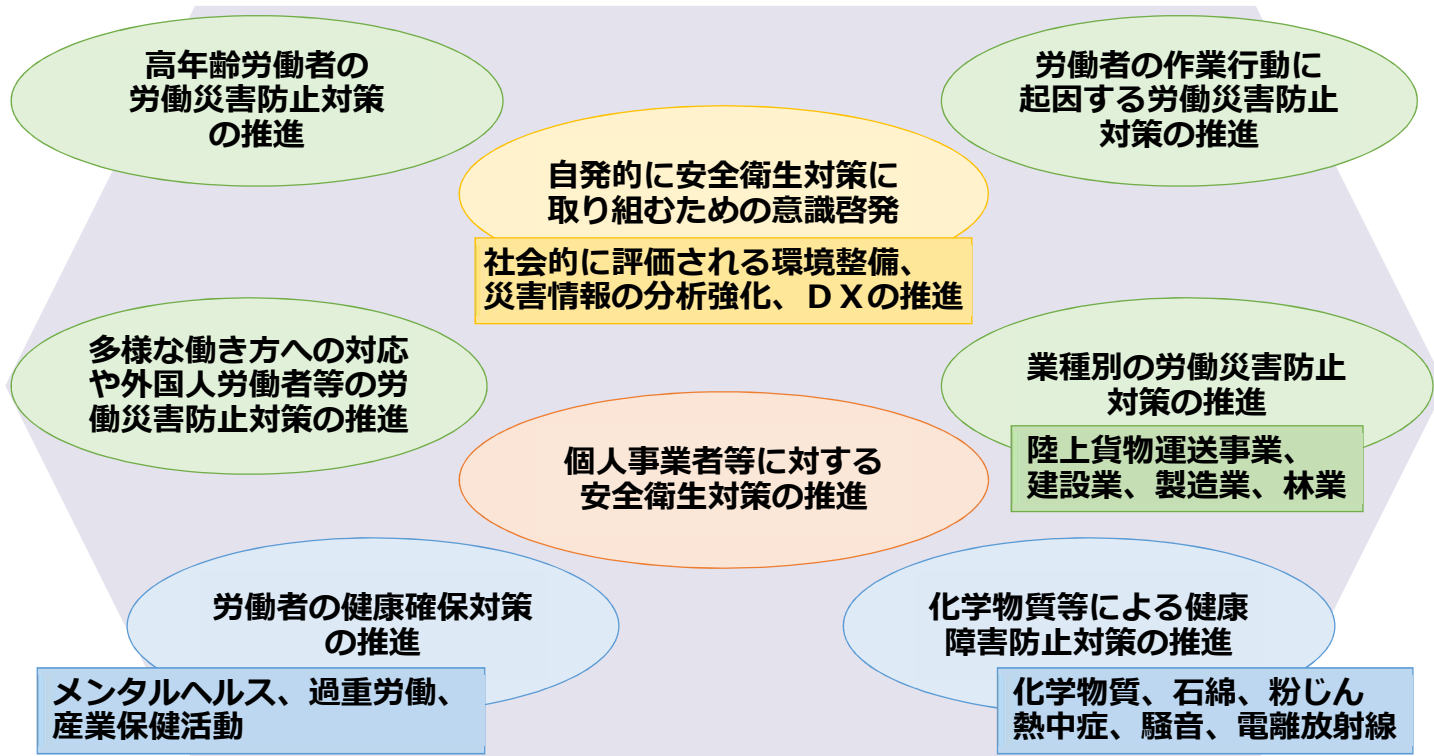 高年齢労働者の
労働災害防止対策
の推進
労働者の作業行動に
起因する労働災害防止
対策の推進
自発的に安全衛生対策に
取り組むための意識啓発
社会的に評価される環境整備、
災害情報の分析強化、ＤＸの推進
多様な働き方への対応
や外国人労働者等の労
働災害防止対策の推進
業種別の労働災害防止
対策の推進
陸上貨物運送事業、
建設業、製造業、林業
個人事業者等に対する
安全衛生対策の推進
労働者の健康確保対策
の推進
メンタルヘルス、過重労働、
産業保健活動
化学物質等による健康
障害防止対策の推進
化学物質、石綿、粉じん
熱中症、騒音、電離放射線